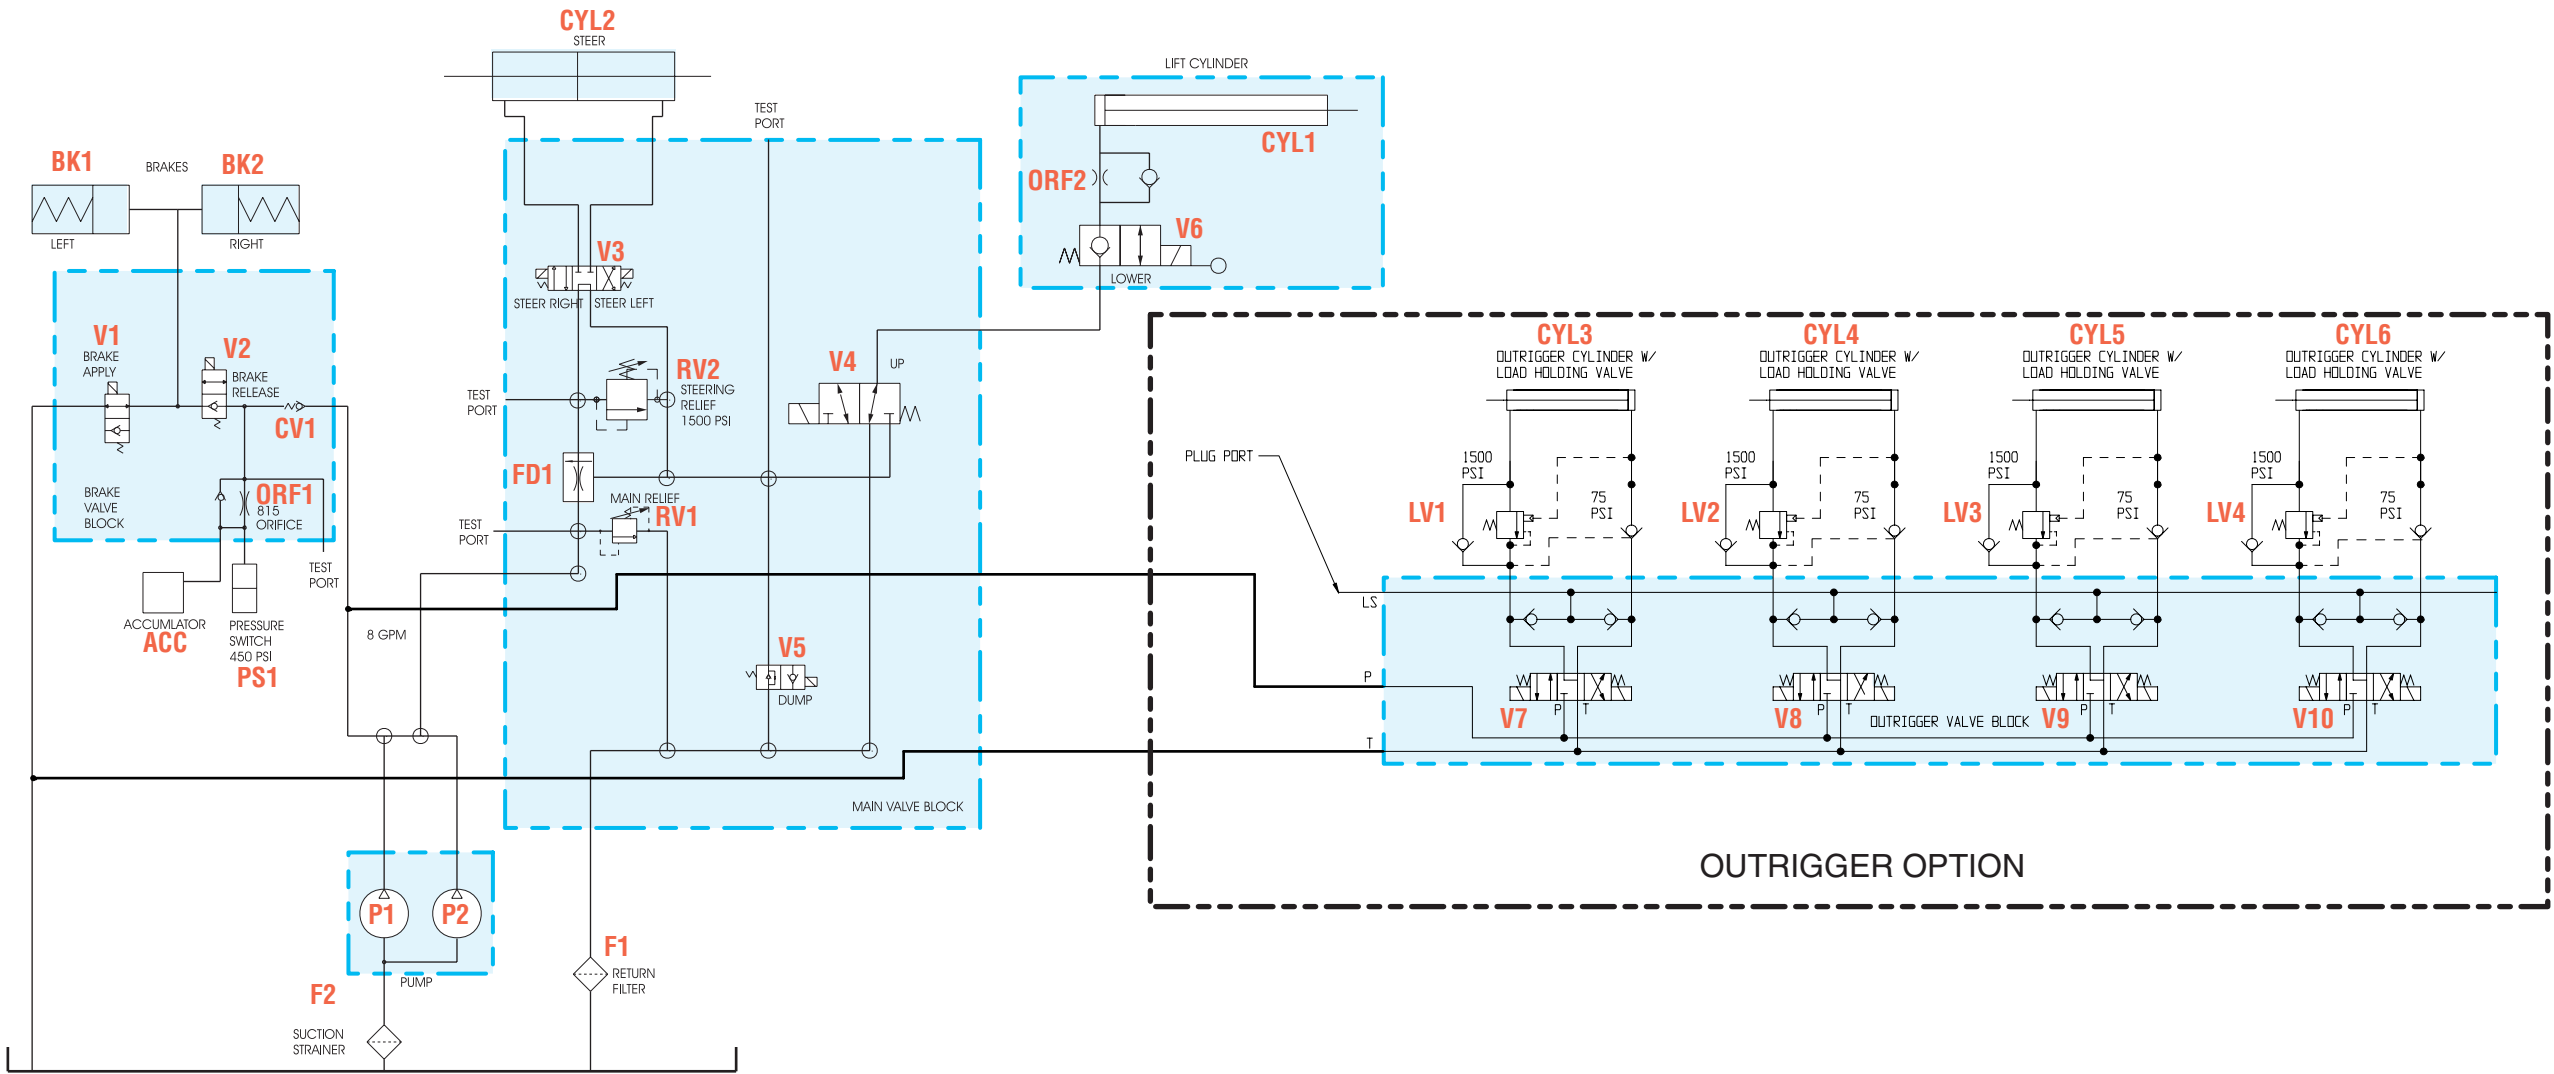 CYL2
STEER
BK1
BRAKES
BK2
LEFT
RIGHT
V1
BRAKE
APPLY
V2
BRAKE
RELEASE
CV1
BRAKE
VALVE
BLOCK
ORF1
815
ORIFICE
TEST
PORT
ACCUMLATOR
ACC
PRESSURE
SWITCH
450 PSI
PS1
8 GPM
TEST
PORT
V3
STEER RIGHT
STEER LEFT
RV2
STEERING
RELIEF
1500 PSI
TEST
PORT
V4
UP
FD1
MAIN RELIEF
RV1
TEST
PORT
V5
DUMP
MAIN VALVE BLOCK
P1
P2
PUMP
F2
SUCTION
STRAINER
F1
RETURN
FILTER
LIFT CYLINDER
CYL1
ORF2
V6
LOWER
CYL3
OUTRIGGER CYLINDER W/
LOAD HOLDING VALVE
CYL4
OUTRIGGER CYLINDER W/
LOAD HOLDING VALVE
CYL5
OUTRIGGER CYLINDER W/
LOAD HOLDING VALVE
CYL6
OUTRIGGER CYLINDER W/
LOAD HOLDING VALVE
PLUG PORT
1500
PSI
LV1
75
PSI
1500
PSI
LV2
75
PSI
1500
PSI
LV3
75
PSI
1500
PSI
LV4
75
PSI
LS
P
T
V7
P
T
V8
P
T
OUTRIGGER VALVE BLOCK
V9
P
T
V10
P
T
OUTRIGGER OPTION